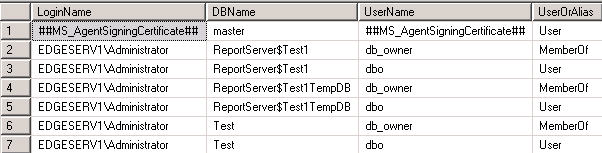 LoginName DBName UserName UserOrAlias
1 ##MS_AgentSigningCertificate## master ##MS_AgentSigningCertificate## User
2 EDGESERV1\Administrator ReportServer$Test1 db_owner MemberOf
3 EDGESERV1\Administrator ReportServer$Test1 dbo User
4 EDGESERV1\Administrator ReportServer$Test1TempDB db_owner MemberOf
5 EDGESERV1\Administrator ReportServer$Test1TempDB dbo User
6 EDGESERV1\Administrator Test db_owner MemberOf
7 EDGESERV1\Administrator Test dbo User